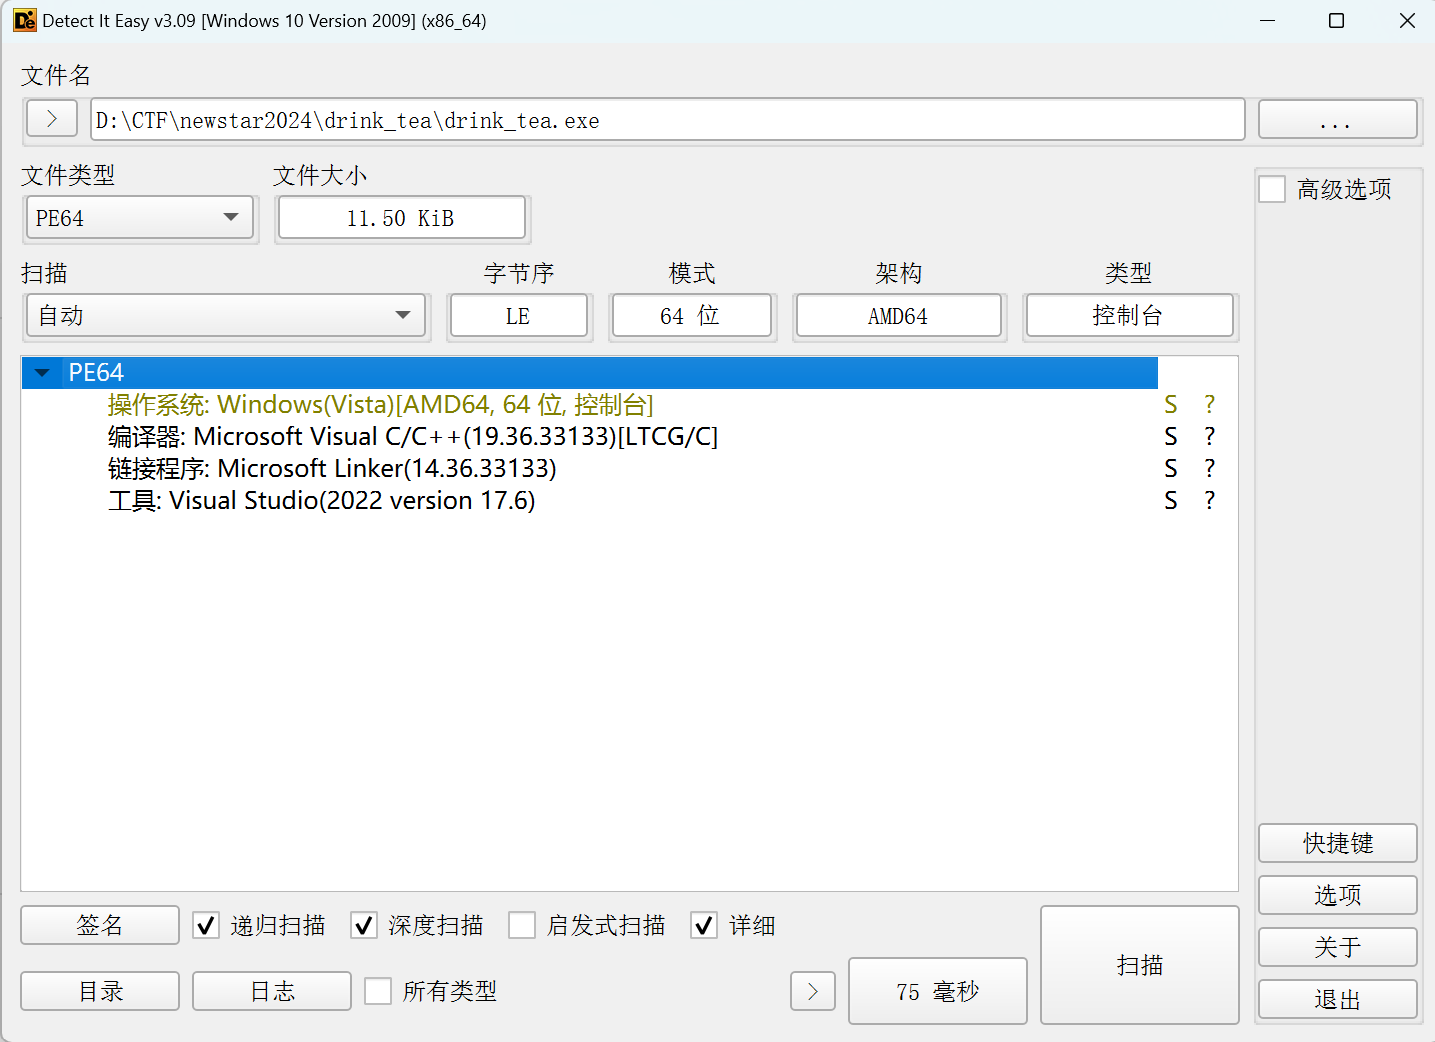 Detect It Easy v3.09 [Windows 10 Version 2009] (x86_64)
文件名
D:\CTF\newstar2024\drink_tea\drink_tea.exe
...
文件类型 文件大小
PE64 11.50 KiB
高级选项
扫描 字节序 模式 架构 类型
自动 LE 64 位 AMD64 控制台
PE64
操作系统: Windows(Vista)[AMD64, 64 位, 控制台] S ?
编译器: Microsoft Visual C/C++(19.36.33133)[LTCG/C] S ?
链接程序: Microsoft Linker(14.36.33133) S ?
工具: Visual Studio(2022 version 17.6) S ?
快捷键
选项
关于
退出
签名 递归扫描 深度扫描 启发式扫描 详细
目录 日志 所有类型 > 75 毫秒 扫描